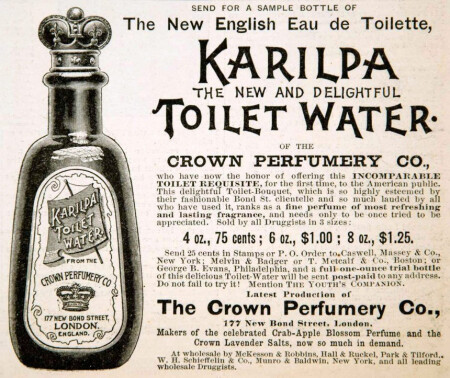 SEND FOR A SAMPLE BOTTLE OF
The New English Eau de Toilette,
KARILPA
THE NEW AND DELIGHTFUL
TOILET WATER.
OF THE
CROWN PERFUMERY CO.,
who have now the honor of offering this INCOMPARABLE
TOILET REQUISITE, for the first time, to the American public.
This delightful Toilet-Bouquet, which is so highly esteemed by
their fashionable Bond St. clientelle and so much lauded by all
who have used it, ranks as a fine perfume of most refreshing
and lasting fragrance, and needs only to be once tried to be
appreciated. Sold by all Druggists in 3 sizes:
4 oz., 75 cents; 6 oz., $1.00; 8 oz., $1.25.
Send 25 cents in Stamps or P. O. Order to Caswell, Massey & Co.,
New York; Melvin & Badger or T. Metcalf & Co., Boston; or
George B. Evans, Philadelphia, and a full-one-ounce trial bottle
of this delicious Toilet-Water will be sent post-paid to any address.
Do not fail to try it! Mention THE YOUTH'S COMPANION.
Latest Production of
The Crown Perfumery Co.,
177 New Bond Street, London.
Makers of the celebrated Crab-Apple Blossom Perfume and the
Crown Lavender Salts, now so much in demand.
At wholesale by McKesson & Robbins, Hall & Ruckel, Park & Tilford,
W. H. Schieffelin & Co., Munro & Baldwin, New York, and all leading
wholesale Druggists.
KARILPA
TOILET
WATER
FROM THE
CROWN PERFUMERY CO
177 NEW BOND STREET,
LONDON.
ENGLAND.